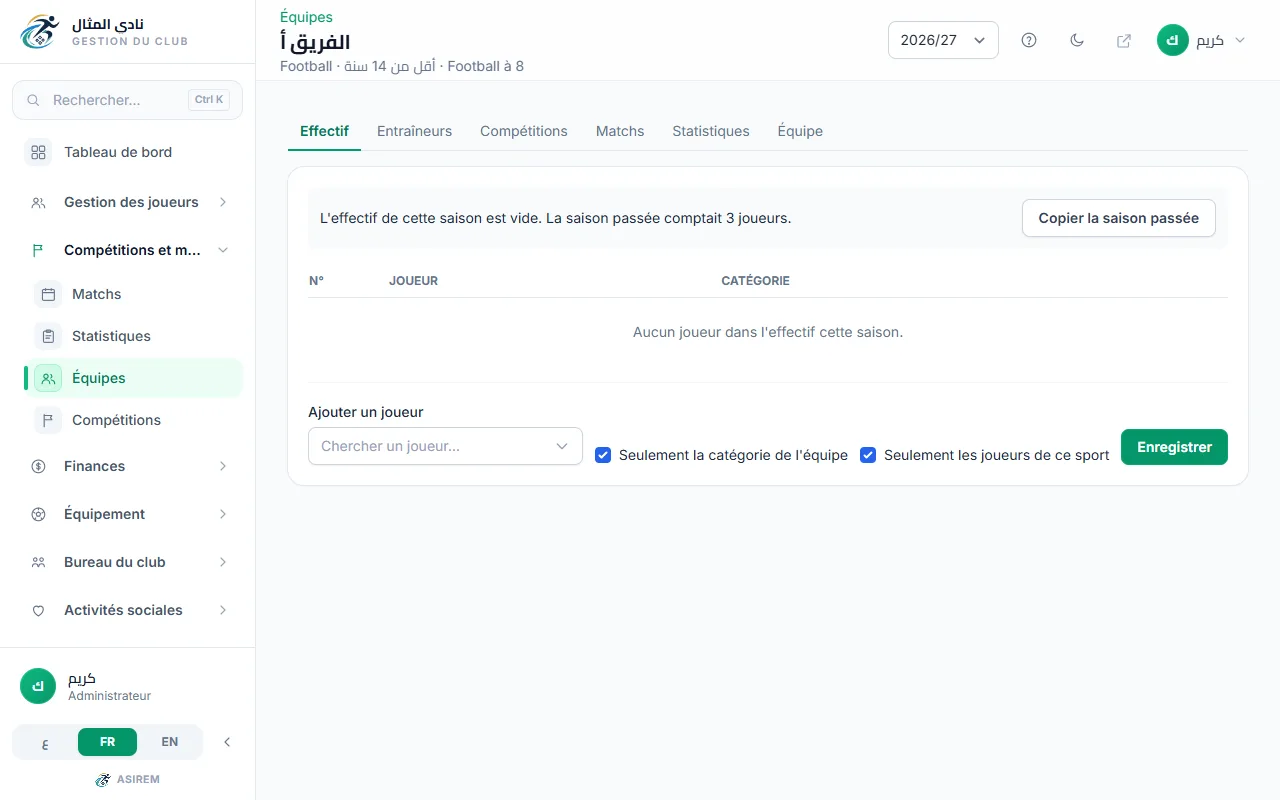 نادي المثال
GESTION DU CLUB
Rechercher...
Ctrl K
Tableau de bord
Gestion des joueurs
Compétitions et m...
Matchs
Statistiques
Équipes
Compétitions
Finances
Équipement
Bureau du club
Activités sociales
ك
كريم
Administrateur
ع
FR
EN
ASIREM
Équipes
الفريق أ
Football · أقل من 14 سنة · Football à 8
2026/27
ك
كريم
Effectif
Entraîneurs
Compétitions
Matchs
Statistiques
Équipe
L'effectif de cette saison est vide. La saison passée comptait 3 joueurs.
Copier la saison passée
N°
JOUEUR
CATÉGORIE
Aucun joueur dans l'effectif cette saison.
Ajouter un joueur
Chercher un joueur...
Seulement la catégorie de l'équipe
Seulement les joueurs de ce sport
Enregistrer